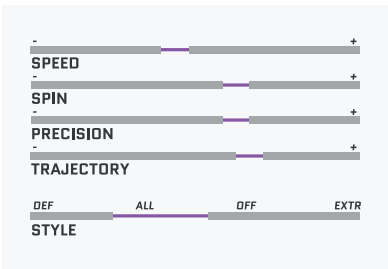 - +
SPEED
- +
SPIN
- +
PRECISION
- +
TRAJECTORY
DEF ALL OFF EXTR
STYLE